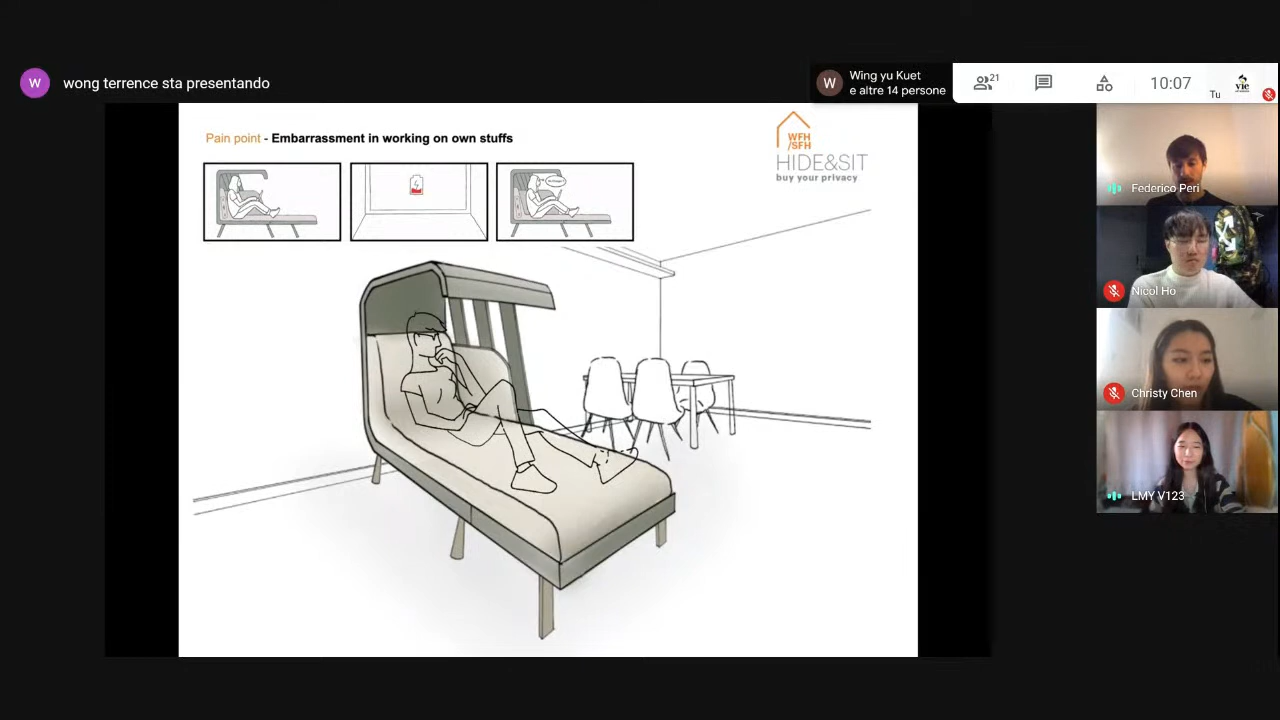 W
wong terrence sta presentando
W
Wing yu Kuet
e altre 14 persone
21
10:07
Tu
vie
Pain point - Embarrassment in working on own stuffs
WFH
/SFH
HIDE&SIT
buy your privacy
Federico Peri
Nicol Ho
Christy Chen
LMY V123